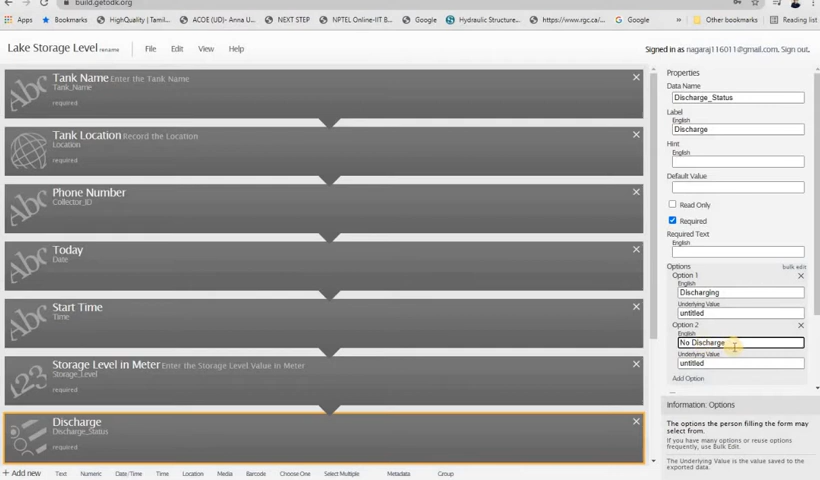 build.getodk.org
Apps Bookmarks HighQuality | Tamil... ACOE (UD)- Anna U... NEXT STEP NPTEL Online-IIT B... Google Hydraulic Structure... https://www.rgc.ca/... Google » Other bookmarks Reading list
Lake Storage Level rename File Edit View Help Signed in as nagaraj116011@gmail.com. Sign out.
Tank Name Enter the Tank Name
Tank_Name
required
Tank Location Record the Location
Location
required
Phone Number
Collector_ID
Today
Date
Start Time
Time
Storage Level in Meter Enter the Storage Level Value in Meter
Storage_Level
required
Discharge
Discharge_Status
required
+ Add new Text Numeric Date/Time Time Location Media Barcode Choose One Select Multiple Metadata Group
Properties
Data Name
Discharge_Status
Label
English
Discharge
Hint
English
Default Value
Read Only
Required
Required Text
English
Options bulk edit
Option 1
English
Discharging
Underlying Value
untitled
Option 2
English
No Discharge
Underlying Value
untitled
Add Option
Information: Options
The options the person filling the form may
select from.
If you have many options or reuse options
frequently, use Bulk Edit.
The Underlying Value is the value saved to the
exported data.